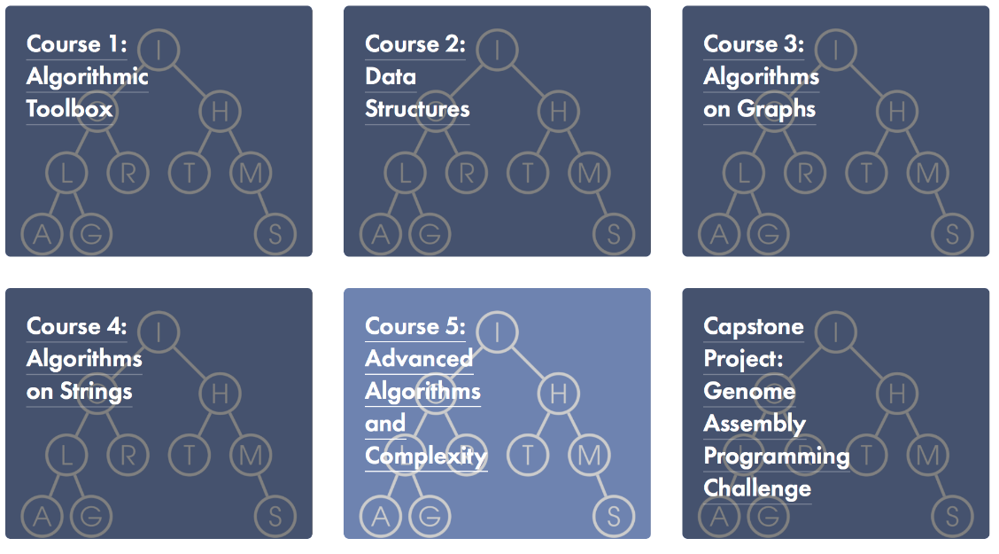 Course 1:
Algorithmic
Toolbox
I
O H
L R T M
A G S
Course 2:
Data
Structures
I
O H
L R T M
A G S
Course 3:
Algorithms
on Graphs
I
O H
L R T M
A G S
Course 4:
Algorithms
on Strings
I
O H
L R T M
A G S
Course 5:
Advanced
Algorithms
and
Complexity
I
O H
L R T M
A G S
Capstone
Project:
Genome
Assembly
Programming
Challenge
I
O H
L R T M
A G S